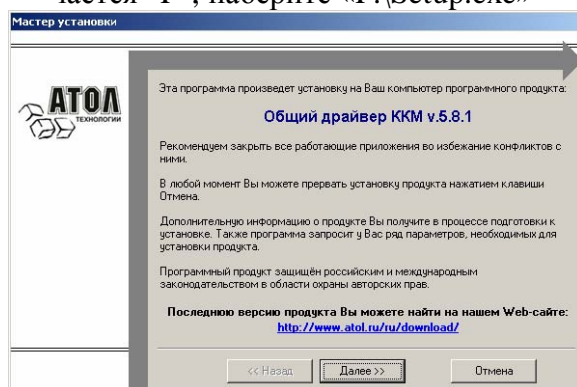 чается "F", наберите «F:\Setup.exe»
Мастер установки
АТОЛ
ТЕХНОЛОГИИ
Эта программа произведет установку на Ваш компьютер программного продукта:
Общий драйвер ККМ v.5.8.1
Рекомендуем закрыть все работающие приложения во избежание конфликтов с
ними.
В любой момент Вы можете прервать установку продукта нажатием клавиши
Отмена.
Дополнительную информацию о продукте Вы получите в процессе подготовки к
установке. Также программа запросит у Вас ряд параметров, необходимых для
установки продукта.
Программный продукт защищён российским и международным
законодательством в области охраны авторских прав.
Последнюю версию продукта Вы можете найти на нашем Web-сайте:
http://www.atol.ru/ru/download/
<< Назад
Далее >>
Отмена